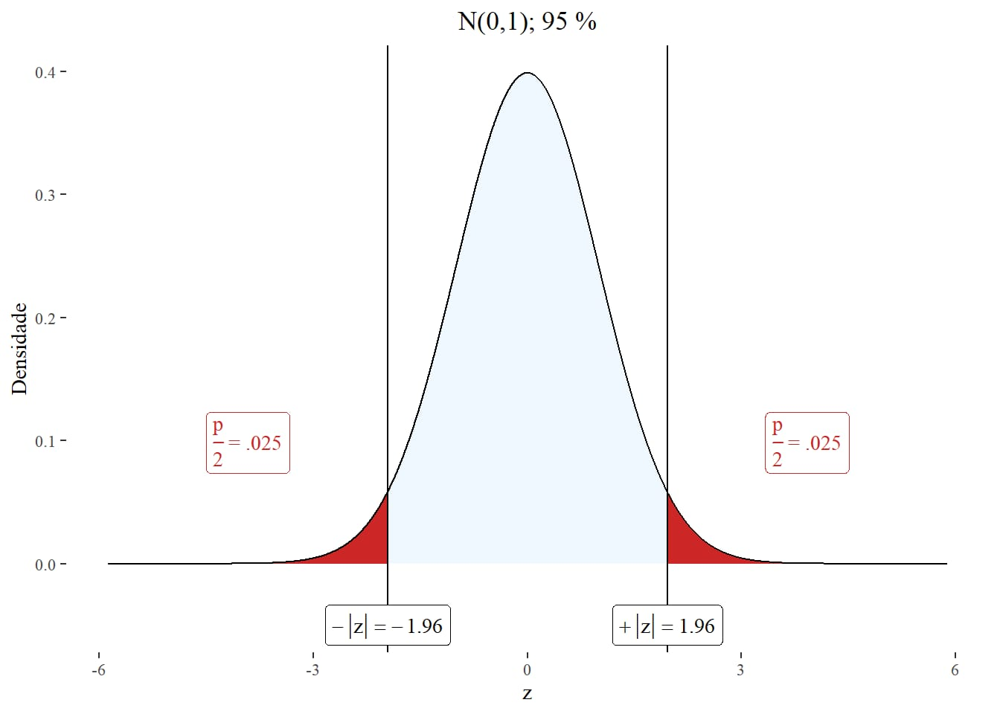 N(0,1); 95 %
Densidade
0.4
0.3
0.2
0.1
0.0
p
2
= .025
p
2
= .025
− |z| = − 1.96
+ |z| = 1.96
-6
-3
0
3
6
z